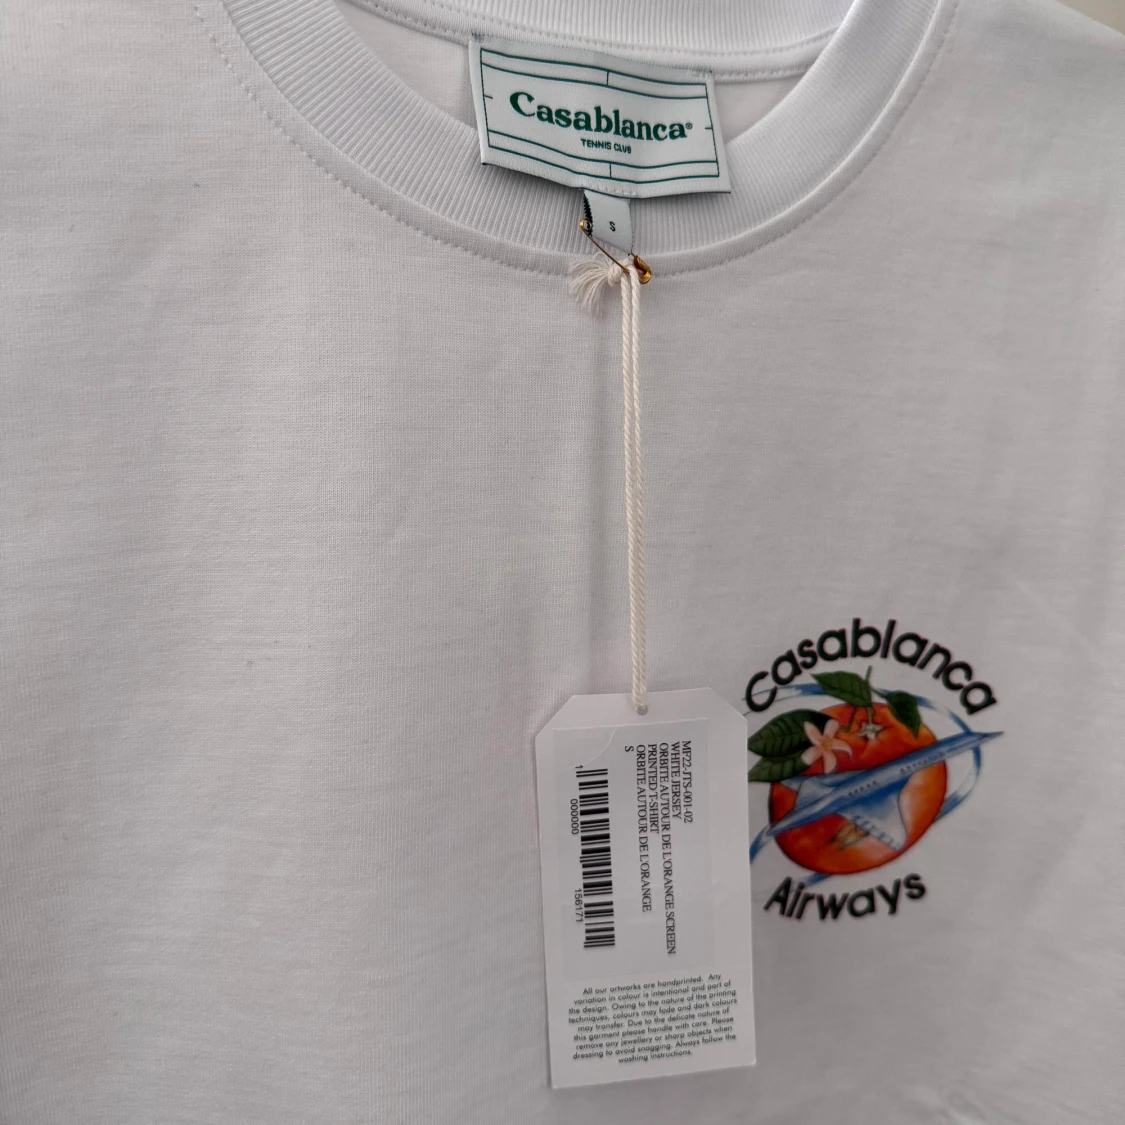 Casablanca®
TENNIS CLUB
S
Casablanca
Airways
MF22-JTS-001-02
WHITE JERSEY
ORBITE AUTOUR DE L'ORANGE SCREEN
PRINTED T-SHIRT
ORBITE AUTOUR DE L'ORANGE
S
1 000000 156171
All our artworks are handprinted. Any
variation in colour is intentional and part of
the design. Owing to the nature of the printing
techniques, colours may fade and dark colours
may transfer. Due to the delicate nature of
this garment please handle with care. Please
remove any jewellery or sharp objects when
dressing to avoid snagging. Always follow the
washing instructions.